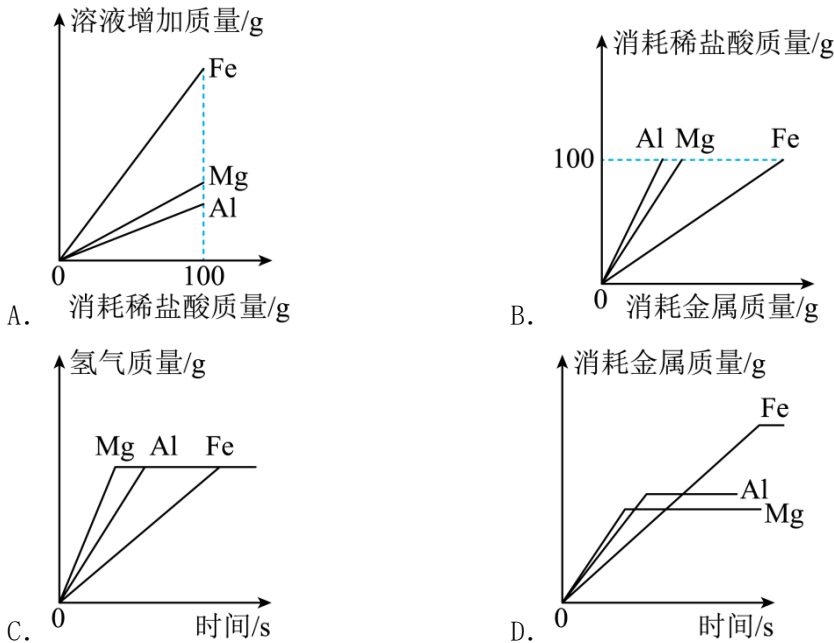 溶液增加质量/g
Fe
Mg
Al
0
100
A. 消耗稀盐酸质量/g
消耗稀盐酸质量/g
Al Mg Fe
100
0
B. 消耗金属质量/g
氢气质量/g
Mg Al Fe
0
C. 时间/s
消耗金属质量/g
Fe
Al
Mg
0
D. 时间/s